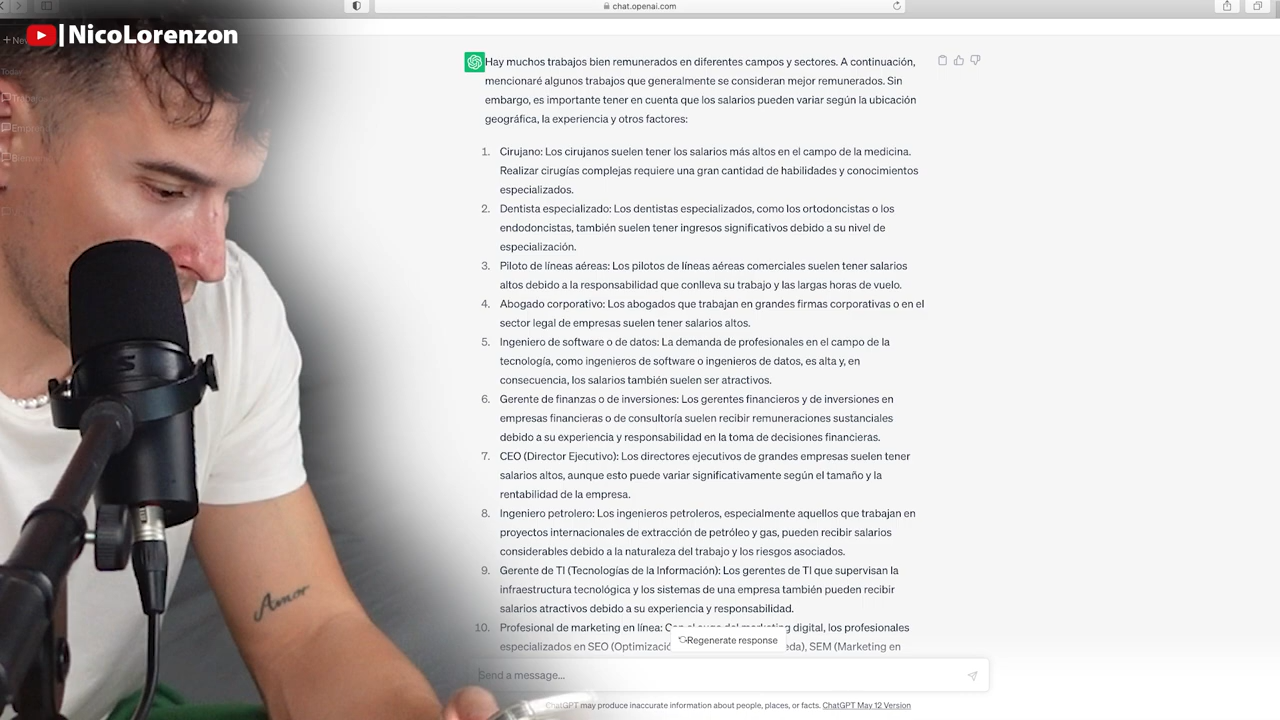 chat.openai.com
| NicoLorenzon
+ New
Today
Hay muchos trabajos bien remunerados en diferentes campos y sectores. A continuación,
mencionaré algunos trabajos que generalmente se consideran mejor remunerados. Sin
embargo, es importante tener en cuenta que los salarios pueden variar según la ubicación
geográfica, la experiencia y otros factores:
1. Cirujano: Los cirujanos suelen tener los salarios más altos en el campo de la medicina.
Realizar cirugías complejas requiere una gran cantidad de habilidades y conocimientos
especializados.
2. Dentista especializado: Los dentistas especializados, como los ortodoncistas o los
endodoncistas, también suelen tener ingresos significativos debido a su nivel de
especialización.
3. Piloto de líneas aéreas: Los pilotos de líneas aéreas comerciales suelen tener salarios
altos debido a la responsabilidad que conlleva su trabajo y las largas horas de vuelo.
4. Abogado corporativo: Los abogados que trabajan en grandes firmas corporativas o en el
sector legal de empresas suelen tener salarios altos.
5. Ingeniero de software o de datos: La demanda de profesionales en el campo de la
tecnología, como ingenieros de software o ingenieros de datos, es alta y, en
consecuencia, los salarios también suelen ser atractivos.
6. Gerente de finanzas o de inversiones: Los gerentes financieros y de inversiones en
empresas financieras o de consultoría suelen recibir remuneraciones sustanciales
debido a su experiencia y responsabilidad en la toma de decisiones financieras.
7. CEO (Director Ejecutivo): Los directores ejecutivos de grandes empresas suelen tener
salarios altos, aunque esto puede variar significativamente según el tamaño y la
rentabilidad de la empresa.
8. Ingeniero petrolero: Los ingenieros petroleros, especialmente aquellos que trabajan en
proyectos internacionales de extracción de petróleo y gas, pueden recibir salarios
considerables debido a la naturaleza del trabajo y los riesgos asociados.
9. Gerente de TI (Tecnologías de la Información): Los gerentes de TI que supervisan la
infraestructura tecnológica y los sistemas de una empresa también pueden recibir
salarios atractivos debido a su experiencia y responsabilidad.
10. Profesional de marketing en línea: Con el auge del marketing digital, los profesionales
especializados en SEO SEM (Marketing en
Regenerate response
Send a message...
ChatGPT may produce inaccurate information about people, places, or facts. ChatGPT May 12 Version
Amor